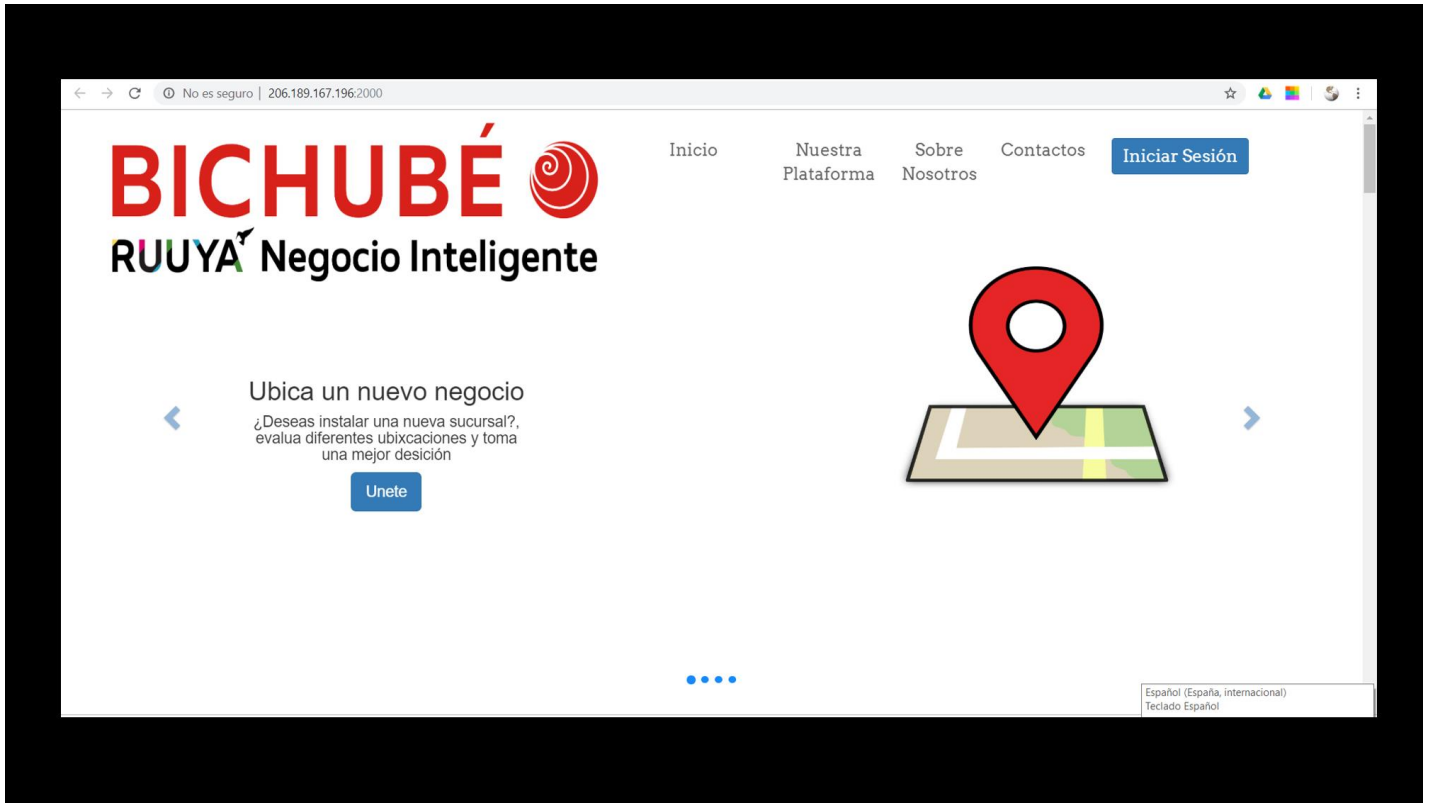 No es seguro | 206.189.167.196:2000
BICHUBÉ
RUUYA Negocio Inteligente
Inicio
Nuestra
Plataforma
Sobre
Nosotros
Contactos
Iniciar Sesión
Ubica un nuevo negocio
¿Deseas instalar una nueva sucursal?,
evalua diferentes ubixcaciones y toma
una mejor desición
Unete
Español (España, internacional)
Teclado Español